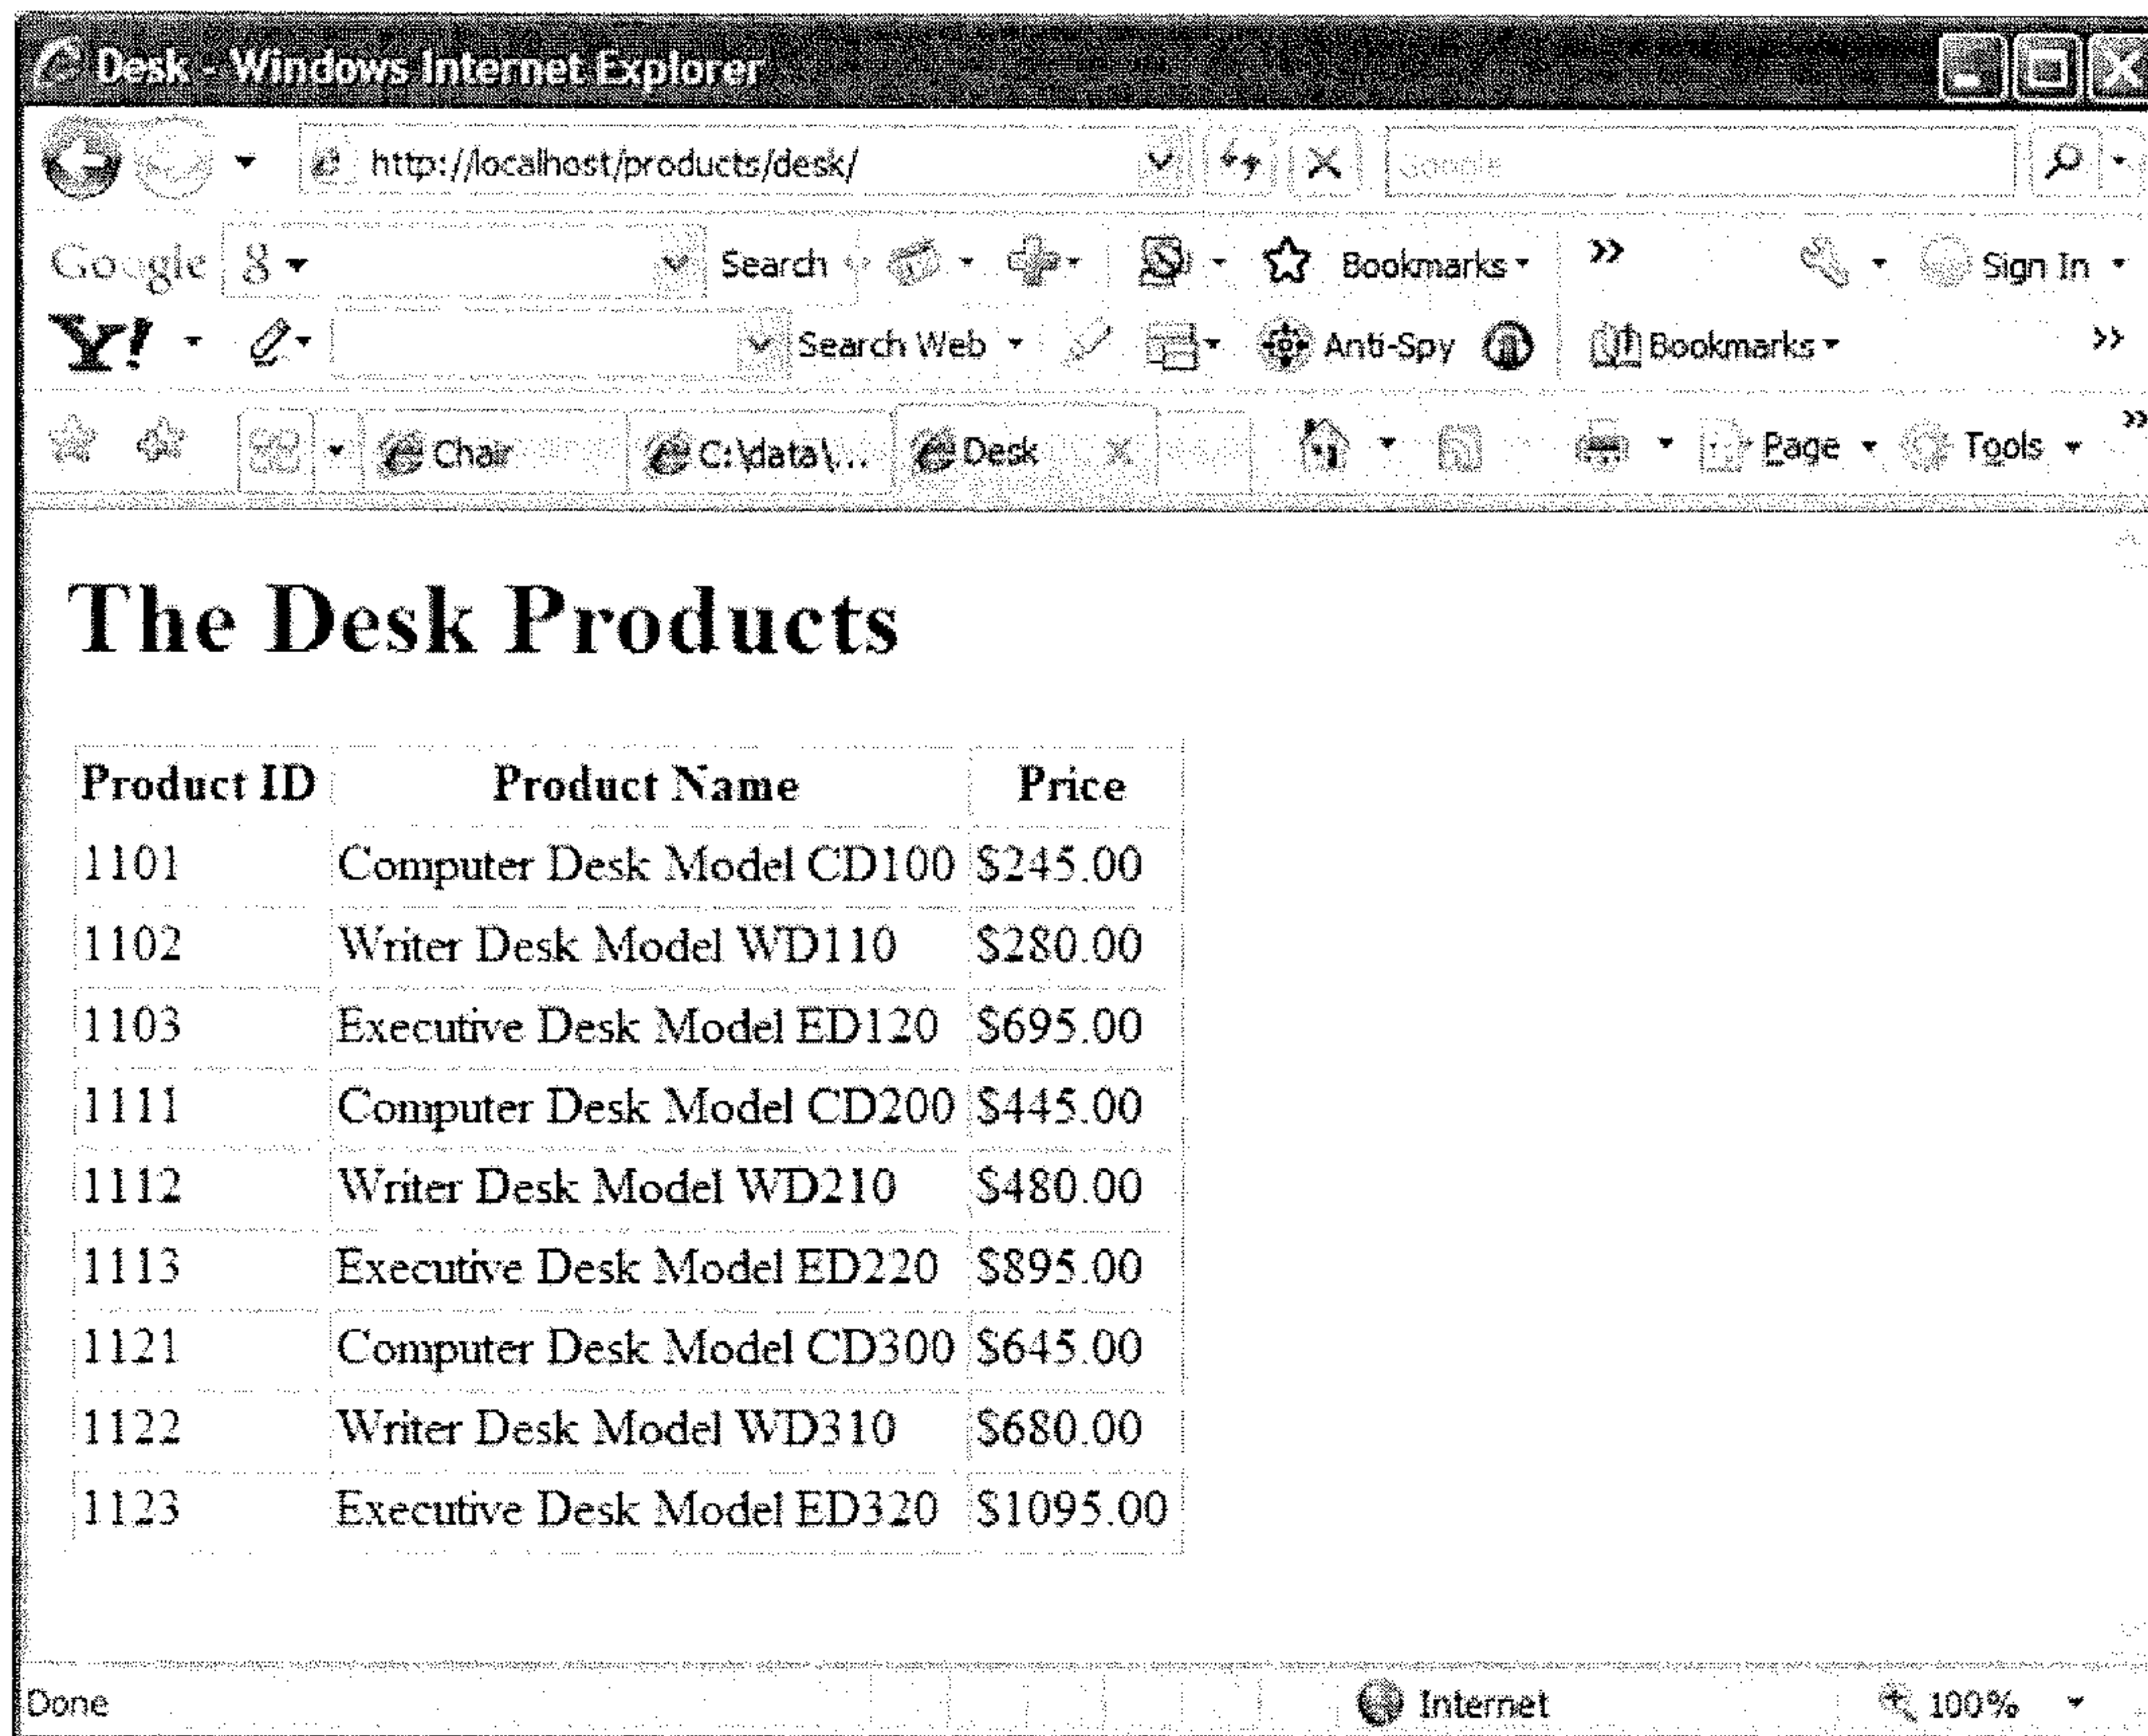 Desk - Windows Internet Explorer
http://localhost/products/desk/ Google
Google g Search Bookmarks » Sign In
Y! Search Web Anti-Spy Bookmarks »
Chair C:\data\... Desk Page Tools »
The Desk Products
Product ID Product Name Price
1101 Computer Desk Model CD100 $245.00
1102 Writer Desk Model WD110 $280.00
1103 Executive Desk Model ED120 $695.00
1111 Computer Desk Model CD200 $445.00
1112 Writer Desk Model WD210 $480.00
1113 Executive Desk Model ED220 $895.00
1121 Computer Desk Model CD300 $645.00
1122 Writer Desk Model WD310 $680.00
1123 Executive Desk Model ED320 $1095.00
Done Internet 100%